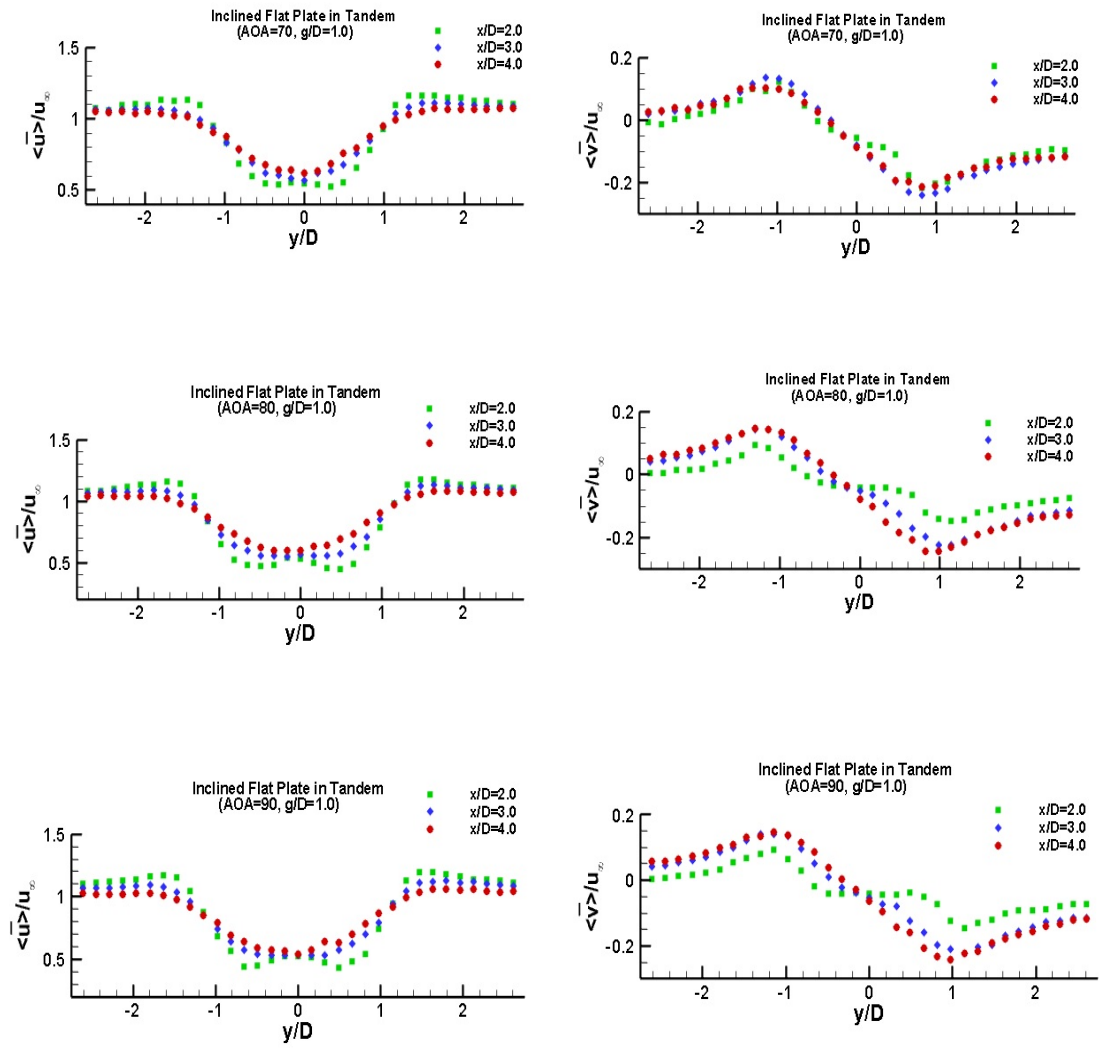 Inclined Flat Plate in Tandem
(AOA=70, g/D=1.0)
x/D=2.0
x/D=3.0
x/D=4.0
1.5
1
0.5
<u̅>/u∞
-2 -1 0 1 2
y/D
Inclined Flat Plate in Tandem
(AOA=70, g/D=1.0)
x/D=2.0
x/D=3.0
x/D=4.0
0.2
0
-0.2
<v̅>/u∞
-2 -1 0 1 2
y/D
Inclined Flat Plate in Tandem
(AOA=80, g/D=1.0)
x/D=2.0
x/D=3.0
x/D=4.0
1.5
1
0.5
<u̅>/u∞
-2 -1 0 1 2
y/D
Inclined Flat Plate in Tandem
(AOA=80, g/D=1.0)
x/D=2.0
x/D=3.0
x/D=4.0
0.2
0
-0.2
<v̅>/u∞
-2 -1 0 1 2
y/D
Inclined Flat Plate in Tandem
(AOA=90, g/D=1.0)
x/D=2.0
x/D=3.0
x/D=4.0
1.5
1
0.5
<u̅>/u∞
-2 -1 0 1 2
y/D
Inclined Flat Plate in Tandem
(AOA=90, g/D=1.0)
x/D=2.0
x/D=3.0
x/D=4.0
0.2
0
-0.2
<v̅>/u∞
-2 -1 0 1 2
y/D